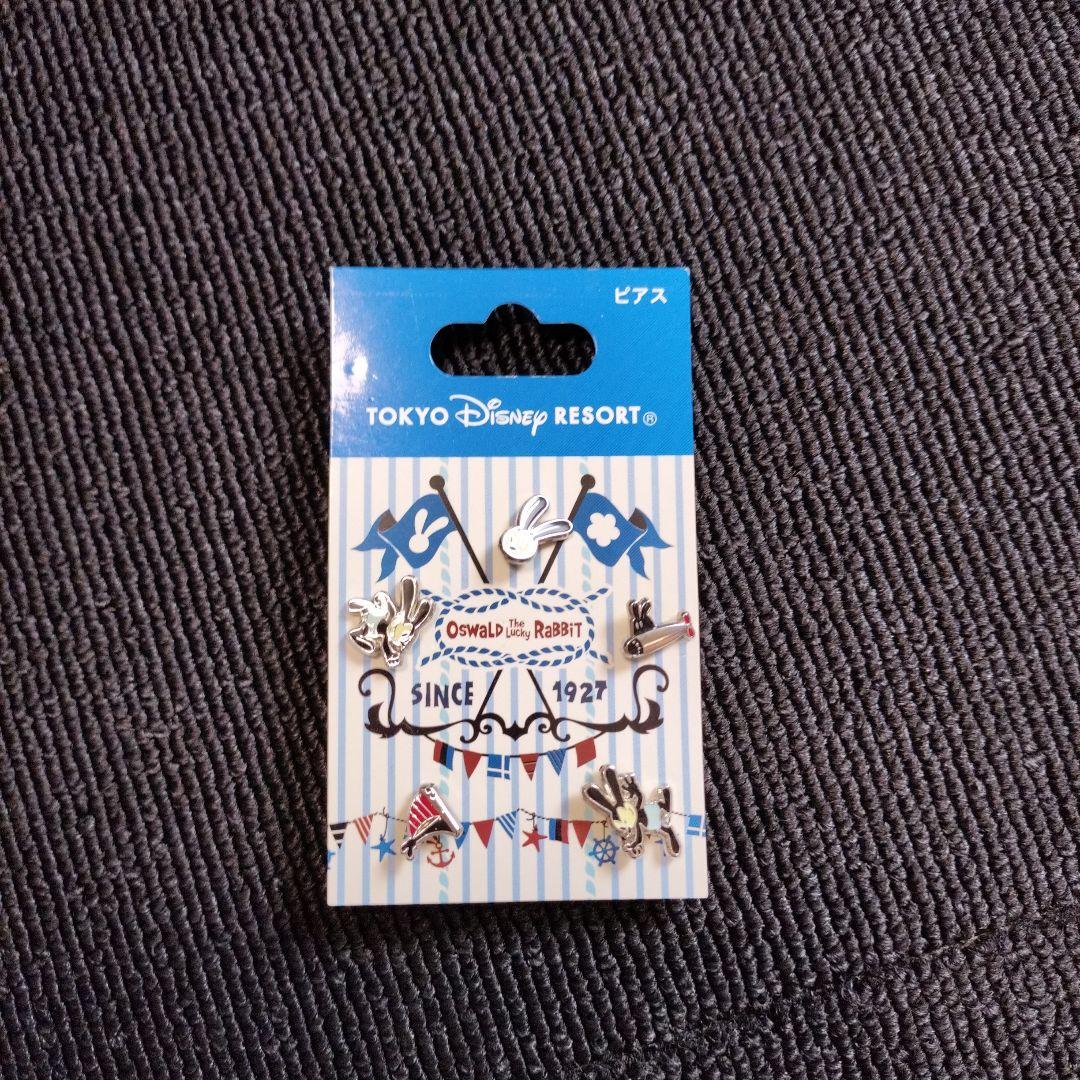 ピアス
TOKYO Disney RESORT®
OSWALD The Lucky RABBIT
SINCE 1927